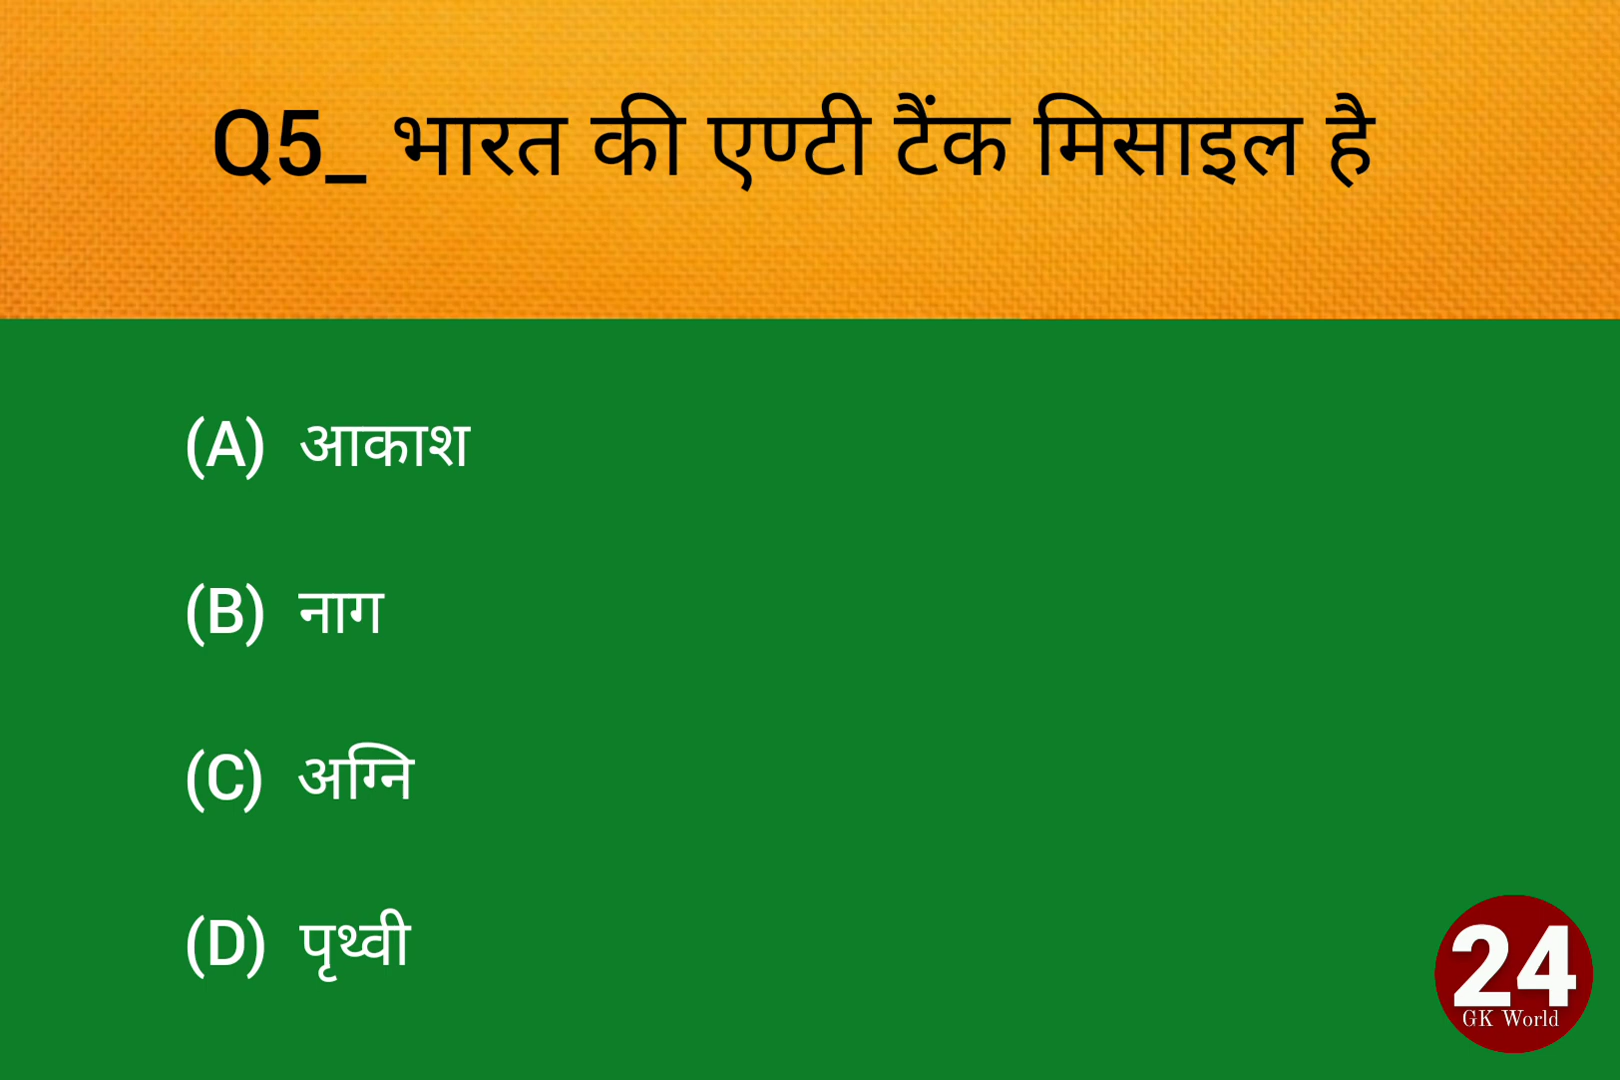 Q5_ भारत की एण्टी टैंक मिसाइल है
(A) आकाश
(B) नाग
(C) अग्नि
(D) पृथ्वी
24
GK World